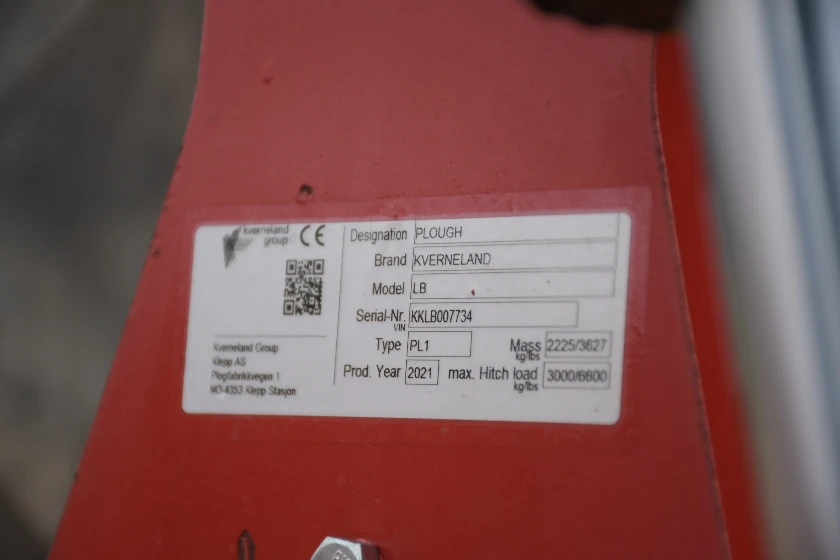 kverneland
group
CE
Kverneland Group
Klepp AS
Plogfabrikkvegen 1
NO-4353 Klepp Stasjon
Designation PLOUGH
Brand KVERNELAND
Model LB
Serial-Nr. KKLB007734
VIN
Type PL1 Mass 2225/3627
kg/lbs
Prod. Year 2021 max. Hitch load 3000/6600
kg/lbs